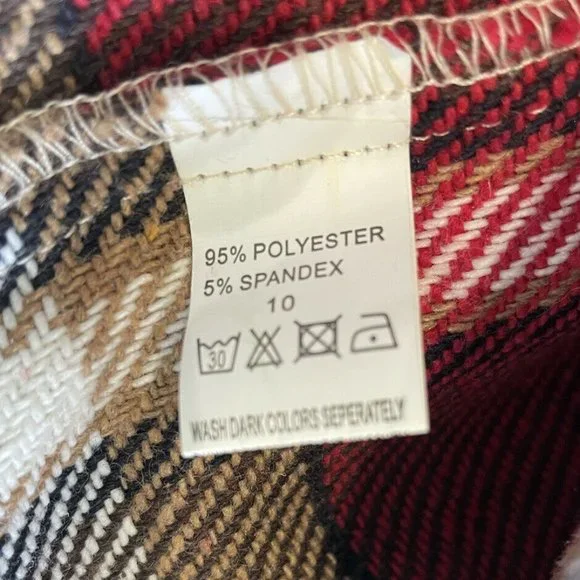 95% POLYESTER
5% SPANDEX
10
30
WASH DARK COLORS SEPERATELY